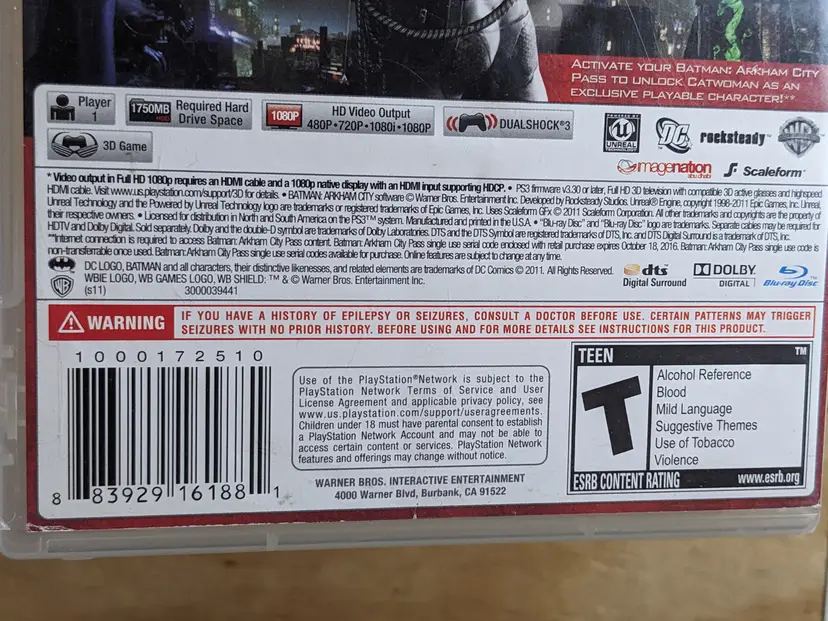 ACTIVATE YOUR BATMAN: ARKHAM CITY
PASS TO UNLOCK CATWOMAN AS AN
EXCLUSIVE PLAYABLE CHARACTER!**
Player
1
1750MB
HDD
Required Hard
Drive Space
1080P
HD Video Output
480P•720P•1080i•1080P
DUALSHOCK®3
3D Game
POWERED BY
UNREAL
TECHNOLOGY
DC
rocksteady™
imagenation
abu dhabi
Scaleform®
* Video output in Full HD 1080p requires an HDMI cable and a 1080p native display with an HDMI input supporting HDCP. • PS3 firmware v3.30 or later, Full HD 3D television with compatible 3D active glasses and highspeed
HDMI cable. Visit www.us.playstation.com/support/3D for details. • BATMAN: ARKHAM CITY software © Warner Bros. Entertainment Inc. Developed by Rocksteady Studios. Unreal® Engine, copyright 1998-2011 Epic Games, Inc. Unreal,
Unreal Technology and the Powered by Unreal Technology logo are trademarks or registered trademarks of Epic Games, Inc. Uses Scaleform GFx © 2011 Scaleform Corporation. All other trademarks and copyrights are the property of
their respective owners. • Licensed for distribution in North and South America on the PS3™ system. Manufactured and printed in the U.S.A. • "Blu-ray Disc" and "Blu-ray Disc" logo are trademarks. Separate cables may be required for
HDTV and Dolby Digital. Sold separately. Dolby and the double-D symbol are trademarks of Dolby Laboratories. DTS and the DTS Symbol are registered trademarks of DTS, Inc. and DTS Digital Surround is a trademark of DTS, Inc.
**Internet connection is required to access Batman: Arkham City Pass content. Batman: Arkham City Pass single use serial code enclosed with retail purchase expires October 18, 2016. Batman: Arkham City Pass single use code is
non-transferrable once used. Batman: Arkham City Pass single use serial codes available for purchase. Online features are subject to change at any time.
DC LOGO, BATMAN and all characters, their distinctive likenesses, and related elements are trademarks of DC Comics © 2011. All Rights Reserved.
WBIE LOGO, WB GAMES LOGO, WB SHIELD: ™ & © Warner Bros. Entertainment Inc.
(s11) 3000039441
dts
Digital Surround
DOLBY
DIGITAL
Blu-ray Disc
WARNING
IF YOU HAVE A HISTORY OF EPILEPSY OR SEIZURES, CONSULT A DOCTOR BEFORE USE. CERTAIN PATTERNS MAY TRIGGER
SEIZURES WITH NO PRIOR HISTORY. BEFORE USING AND FOR MORE DETAILS SEE INSTRUCTIONS FOR THIS PRODUCT.
1000172510
8 83929 16188 1
Use of the PlayStation®Network is subject to the
PlayStation Network Terms of Service and User
License Agreement and applicable privacy policy, see
www.us.playstation.com/support/useragreements.
Children under 18 must have parental consent to establish
a PlayStation Network Account and may not be able to
access certain content or services. PlayStation Network
features and offerings may change without notice.
WARNER BROS. INTERACTIVE ENTERTAINMENT
4000 Warner Blvd, Burbank, CA 91522
TEEN
TM
T
Alcohol Reference
Blood
Mild Language
Suggestive Themes
Use of Tobacco
Violence
ESRB CONTENT RATING
www.esrb.org